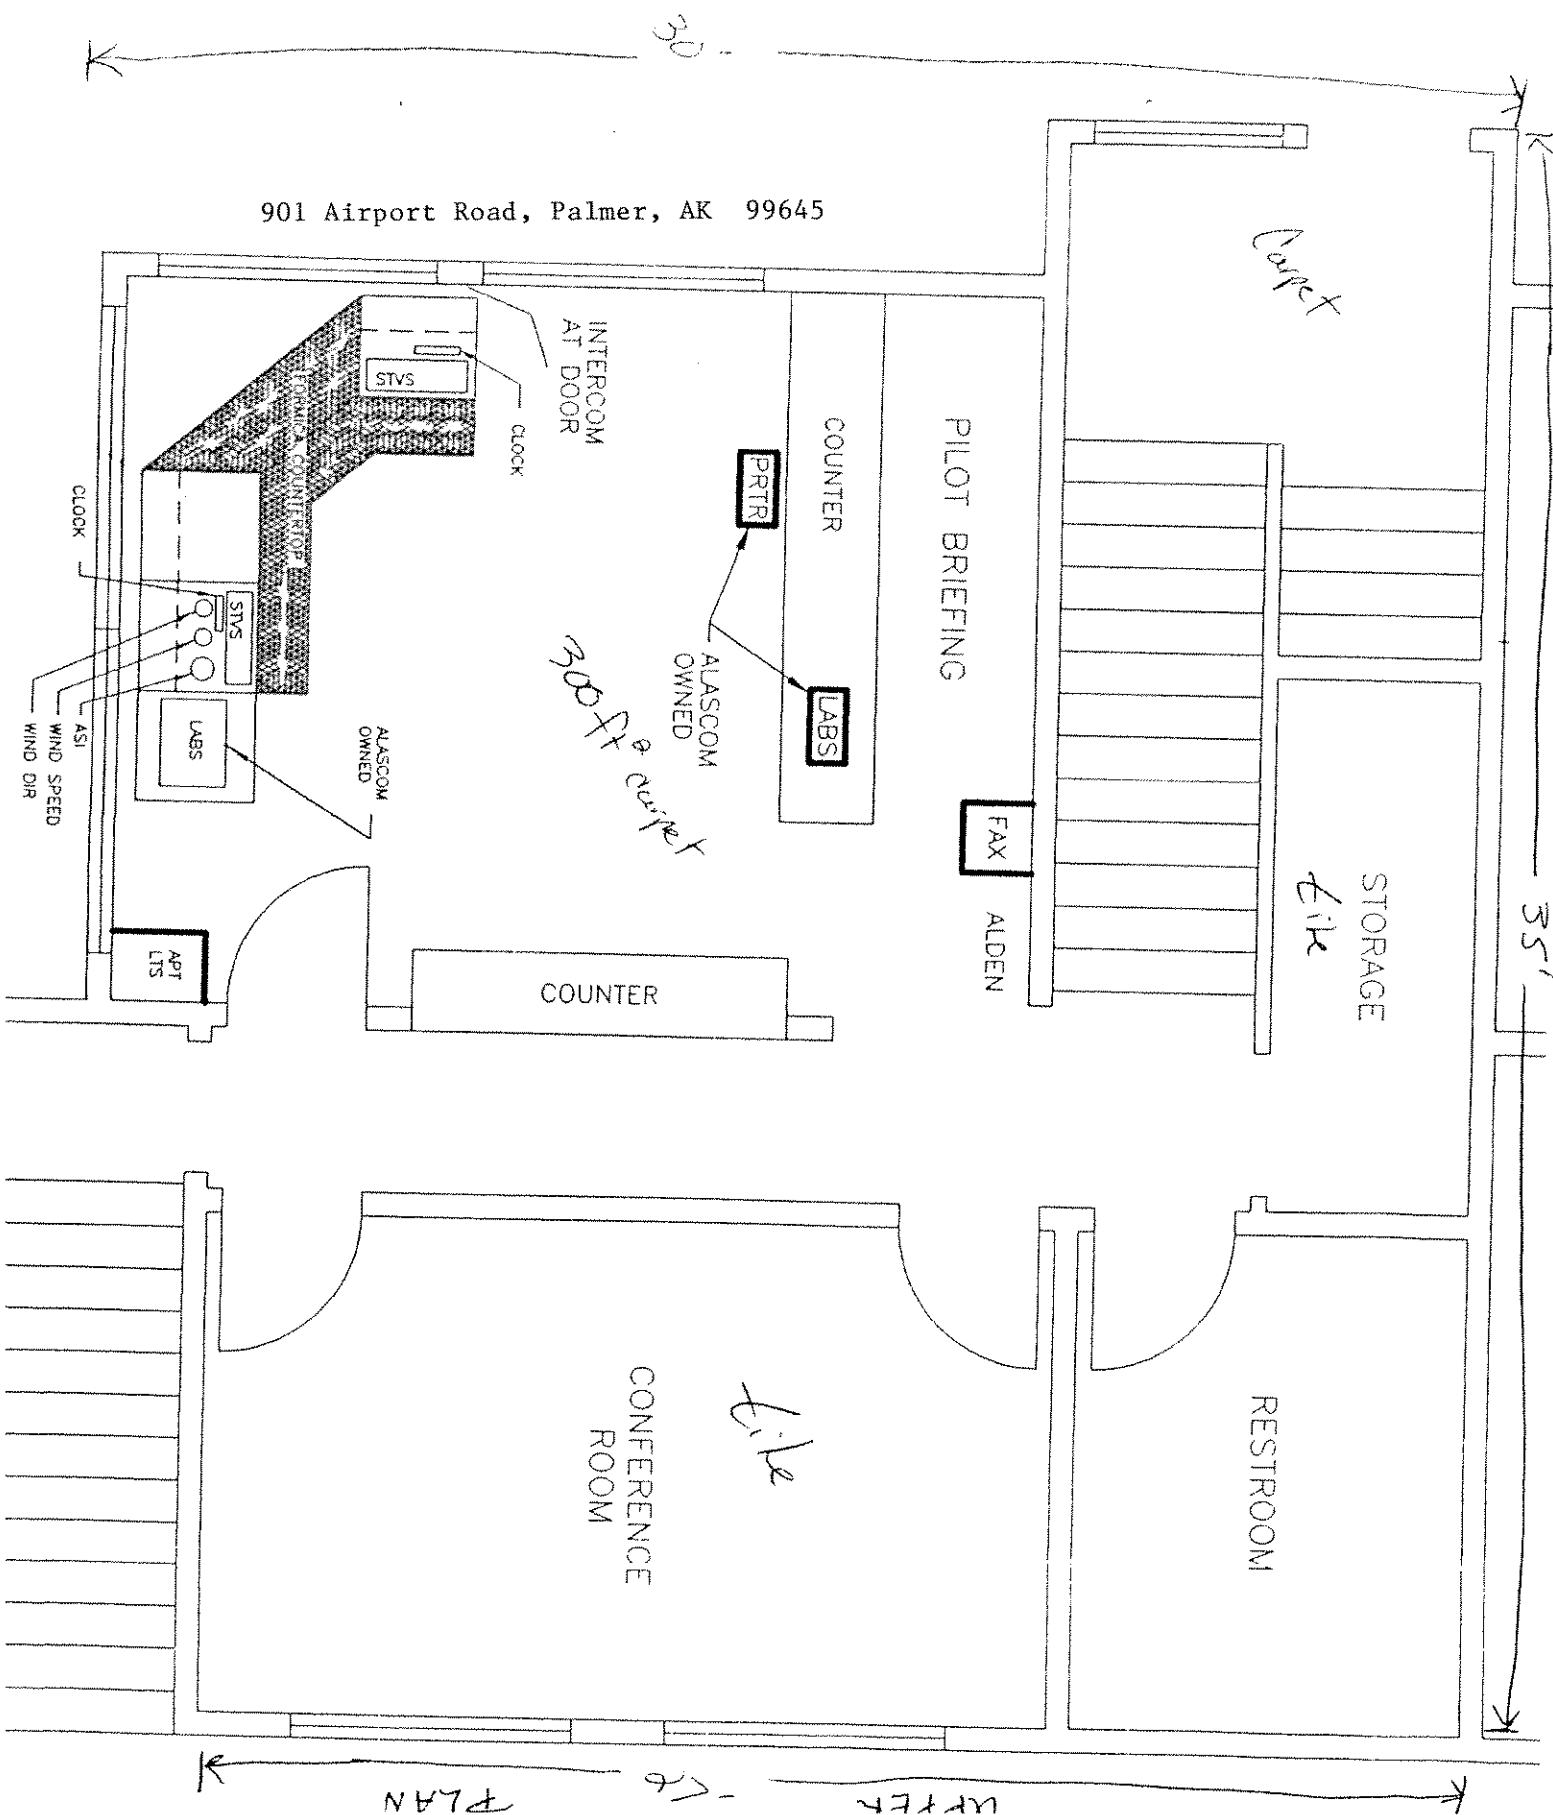 30
901 Airport Road, Palmer, AK  99645
Carpet
INTERCOM
AT DOOR
STVS
CLOCK
FORMICA COUNTERTOP
COUNTER
PRTR
PILOT BRIEFING
ALASCOM
OWNED
LABS
300 ft² carpet
CLOCK
STVS
LABS
ASI
WIND SPEED
WIND DIR
ALASCOM
OWNED
FAX
ALDEN
STORAGE
tile
35'
APT
LTS
COUNTER
CONFERENCE
ROOM
tile
RESTROOM
UPPER
PLAN